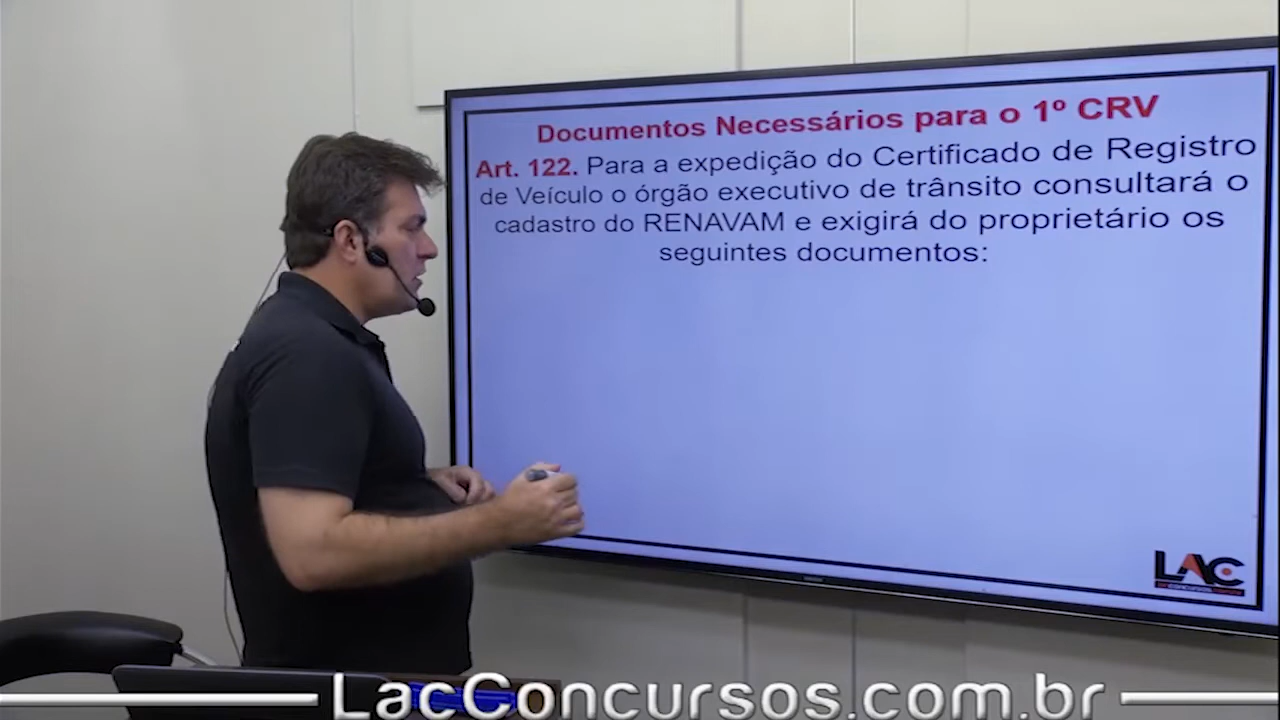 Documentos Necessários para o 1º CRV
Art. 122. Para a expedição do Certificado de Registro
de Veículo o órgão executivo de trânsito consultará o
cadastro do RENAVAM e exigirá do proprietário os
seguintes documentos:
LAC
LacConcursos.com.br